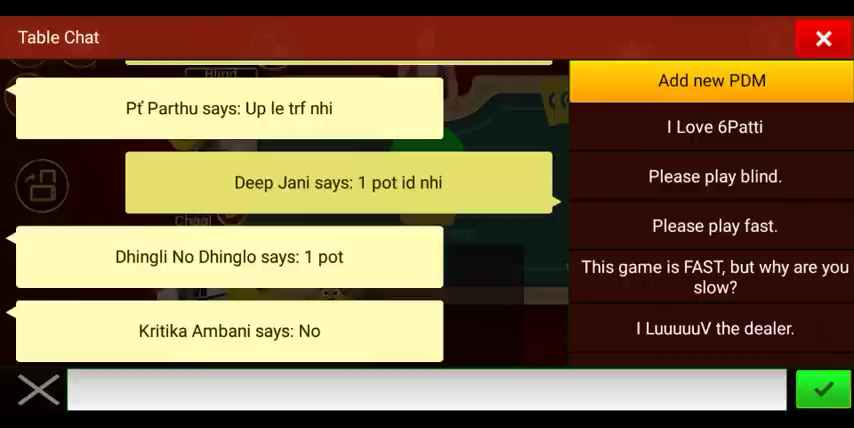 Table Chat
Blind
Pť Parthu says: Up le trf nhi
Deep Jani says: 1 pot id nhi
Chaal
Dhingli No Dhinglo says: 1 pot
Kritika Ambani says: No
Add new PDM
I Love 6Patti
Please play blind.
Please play fast.
This game is FAST, but why are you
slow?
I LuuuuuV the dealer.